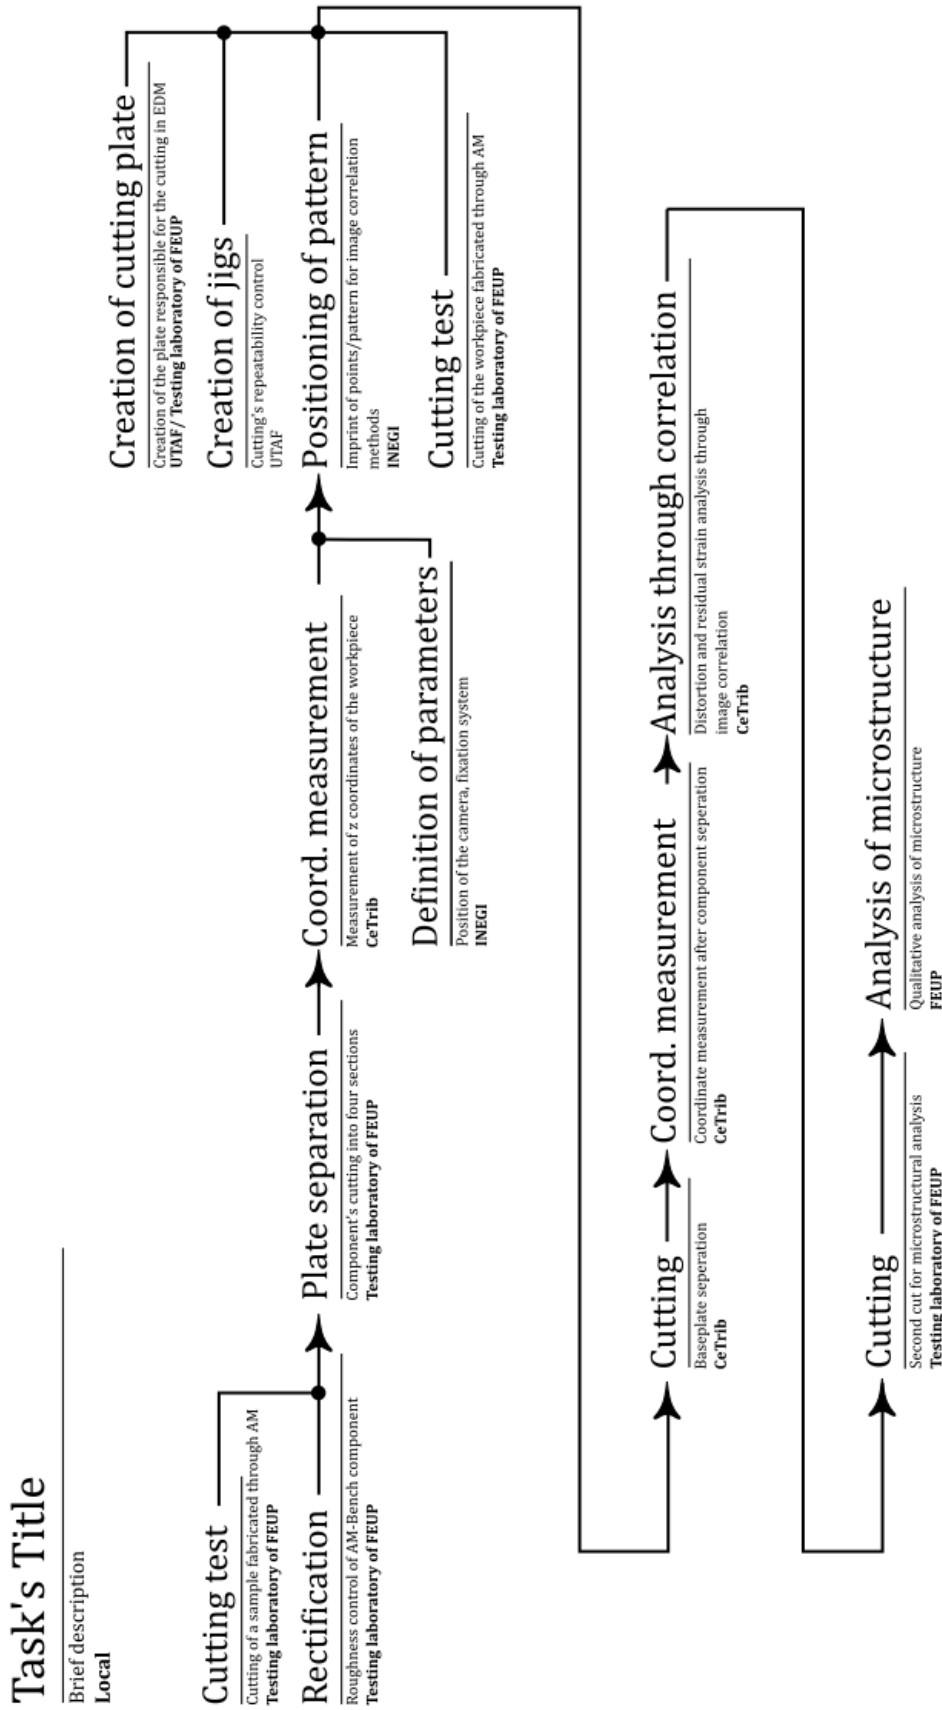 Task's Title
Brief description
Local
Cutting test
Cutting of a sample fabricated through AM
Testing laboratory of FEUP
Rectification
Roughness control of AM-Bench component
Testing laboratory of FEUP
Plate separation
Component's cutting into four sections
Testing laboratory of FEUP
Coord. measurement
Measurement of z coordinates of the workpiece
CeTrib
Definition of parameters
Position of the camera, fixation system
INEGI
Creation of cutting plate
Creation of the plate responsible for the cutting in EDM
UTAF/ Testing laboratory of FEUP
Creation of jigs
Cutting's repeatability control
UTAF
Positioning of pattern
Imprint of points/pattern for image correlation
methods
INEGI
Cutting test
Cutting of the workpiece fabricated through AM
Testing laboratory of FEUP
Cutting
Baseplate seperation
CeTrib
Coord. measurement
Coordinate measurement after component seperation
CeTrib
Analysis through correlation
Distortion and residual strain analysis through
image correlation
CeTrib
Cutting
Second cut for microstructural analysis
Testing laboratory of FEUP
Analysis of microstructure
Qualitative analysis of microstructure
FEUP